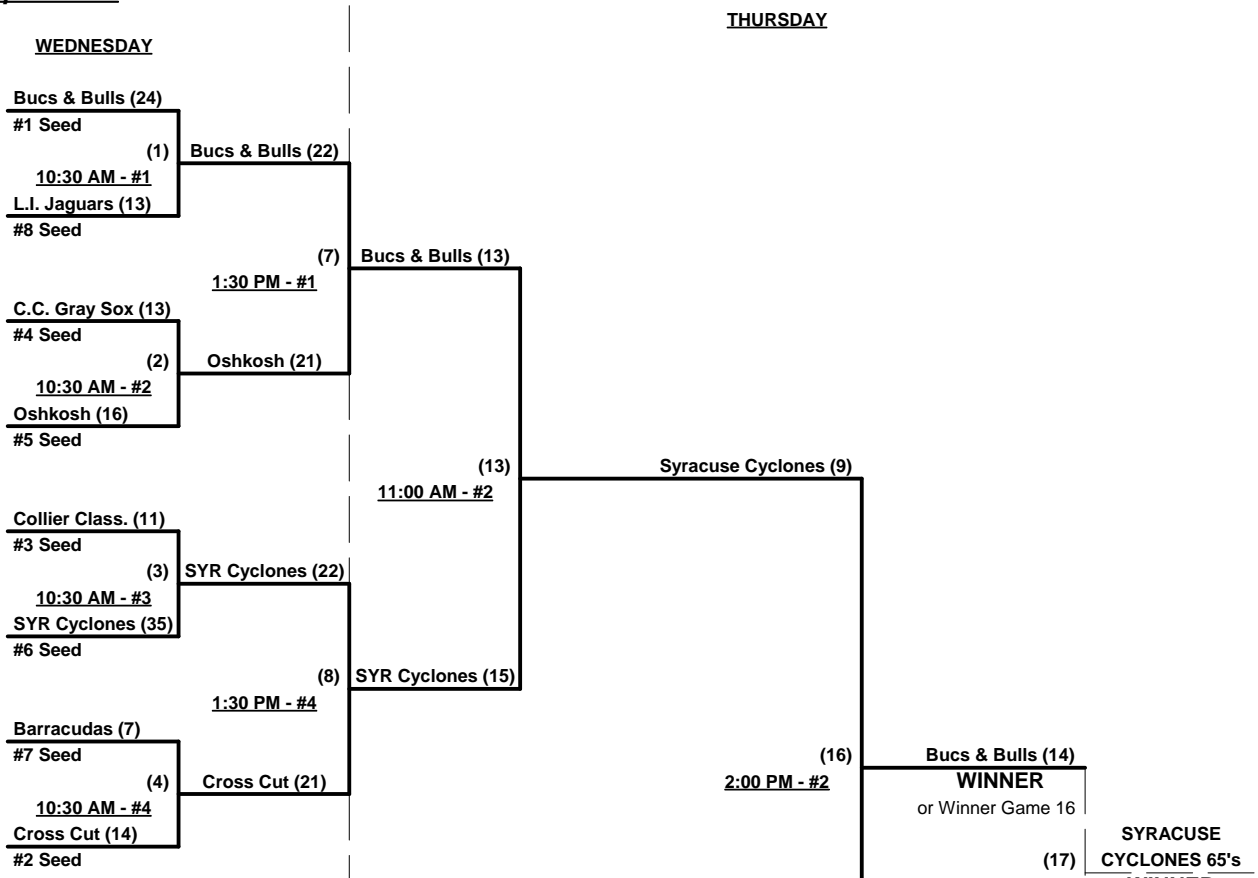 THURSDAY
WEDNESDAY
Bucs & Bulls (24)
#1 Seed
(1)
Bucs & Bulls (22)
10:30 AM - #1
L.I. Jaguars (13)
#8 Seed
(7)
Bucs & Bulls (13)
1:30 PM - #1
C.C. Gray Sox (13)
#4 Seed
(2)
Oshkosh (21)
10:30 AM - #2
Oshkosh (16)
#5 Seed
(13)
Syracuse Cyclones (9)
11:00 AM - #2
Collier Class. (11)
#3 Seed
(3)
SYR Cyclones (22)
10:30 AM - #3
SYR Cyclones (35)
#6 Seed
(8)
SYR Cyclones (15)
1:30 PM - #4
Barracudas (7)
#7 Seed
(16)
Bucs & Bulls (14)
(4)
Cross Cut (21)
2:00 PM - #2
WINNER
10:30 AM - #4
or Winner Game 16
Cross Cut (14)
#2 Seed
SYRACUSE
(17)
CYCLONES 65's